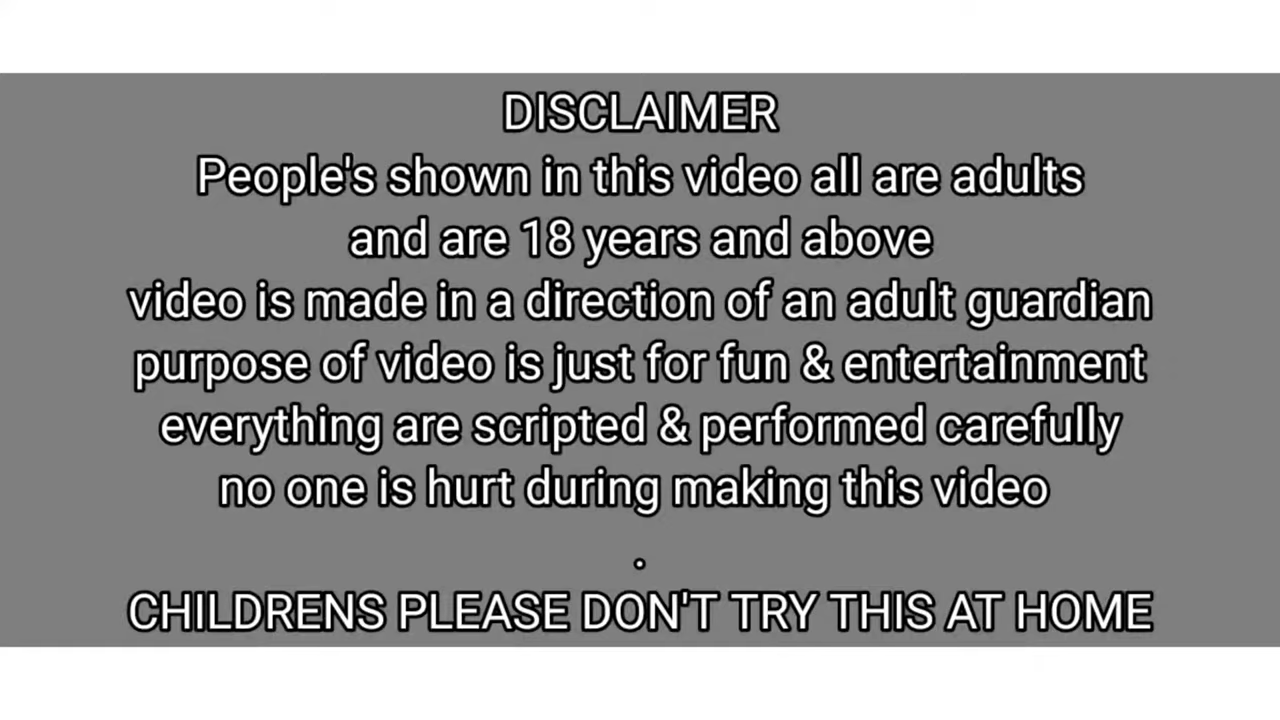 DISCLAIMER
People's shown in this video all are adults
and are 18 years and above
video is made in a direction of an adult guardian
purpose of video is just for fun & entertainment
everything are scripted & performed carefully
no one is hurt during making this video
.
CHILDRENS PLEASE DON'T TRY THIS AT HOME